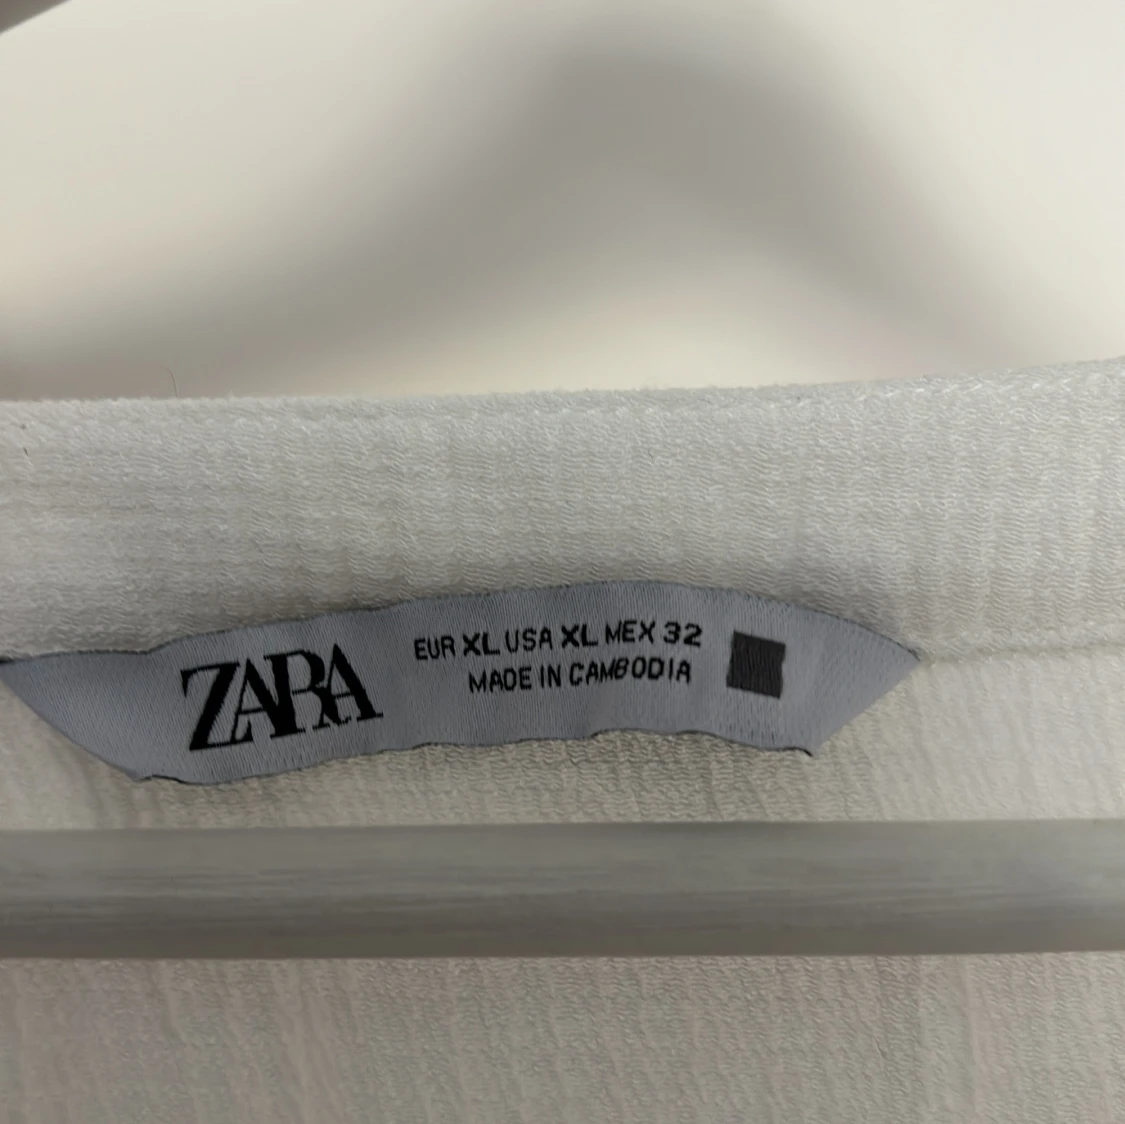 ZARA
EUR XL USA XL MEX 32
MADE IN CAMBODIA